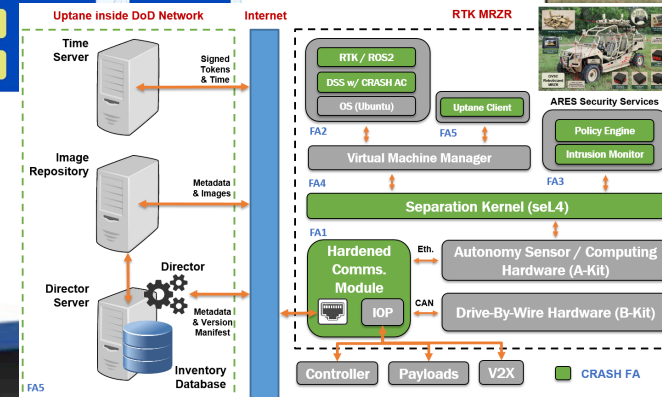 Uptane inside DoD Network
Internet
RTK MRZR
Time
Server
Signed
Tokens
& Time
Image
Repository
Metadata
& Images
Director
Director
Server
Metadata
& Version
Manifest
Inventory
Database
FA5
RTK / ROS2
DSS w/ CRASH AC
OS (Ubuntu)
FA2
Uptane Client
FA5
ARES Security Services
Policy Engine
Intrusion Monitor
FA3
Virtual Machine Manager
FA4
Separation Kernel (seL4)
FA1
Hardened
Comms.
Module
IOP
Eth.
Autonomy Sensor / Computing
Hardware (A-Kit)
CAN
Drive-By-Wire Hardware (B-Kit)
Controller
Payloads
V2X
CRASH FA